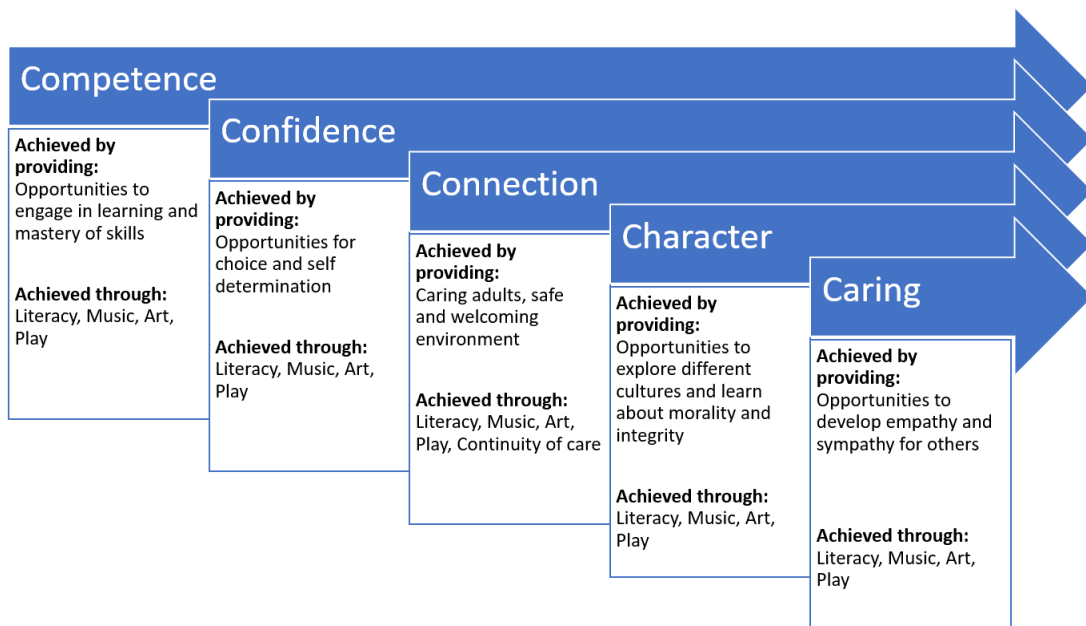 Competence
Achieved by
providing:
Opportunities to
engage in learning and
mastery of skills
Achieved through:
Literacy, Music, Art,
Play
Confidence
Achieved by
providing:
Opportunities for
choice and self
determination
Achieved through:
Literacy, Music, Art,
Play
Connection
Achieved by
providing:
Caring adults, safe
and welcoming
environment
Achieved through:
Literacy, Music, Art,
Play, Continuity of care
Character
Achieved by
providing:
Opportunities to
explore different
cultures and learn
about morality and
integrity
Achieved through:
Literacy, Music, Art,
Play
Caring
Achieved by
providing:
Opportunities to
develop empathy and
sympathy for others
Achieved through:
Literacy, Music, Art,
Play